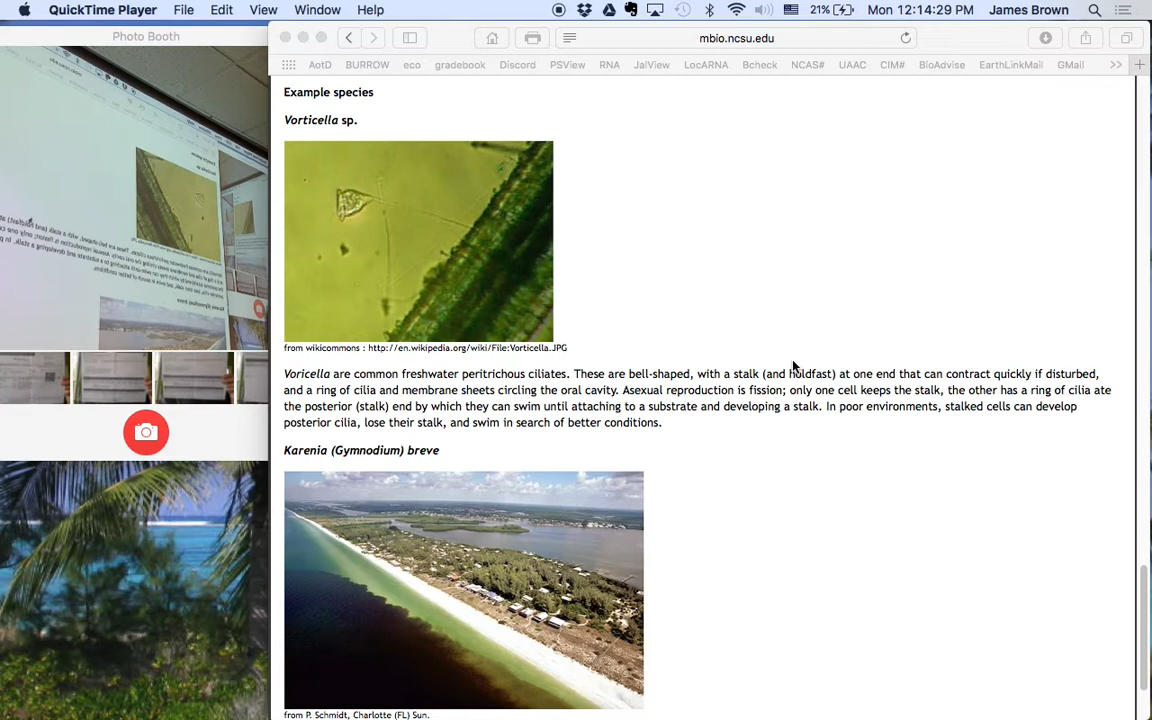 QuickTime Player File Edit View Window Help 21% Mon 12:14:29 PM James Brown
Photo Booth
mbio.ncsu.edu
AotD BURROW eco gradebook Discord PSView RNA JalView LocARNA Bcheck NCAS# UAAC CIM# BioAdvise EarthLinkMail GMail
Example species
Vorticella sp.
from wikicommons : http://en.wikipedia.org/wiki/File:Vorticella.JPG
Voricella are common freshwater peritrichous ciliates. These are bell-shaped, with a stalk (and holdfast) at one end that can contract quickly if disturbed,
and a ring of cilia and membrane sheets circling the oral cavity. Asexual reproduction is fission; only one cell keeps the stalk, the other has a ring of cilia ate
the posterior (stalk) end by which they can swim until attaching to a substrate and developing a stalk. In poor environments, stalked cells can develop
posterior cilia, lose their stalk, and swim in search of better conditions.
Karenia (Gymnodium) breve
from P. Schmidt, Charlotte (FL) Sun.